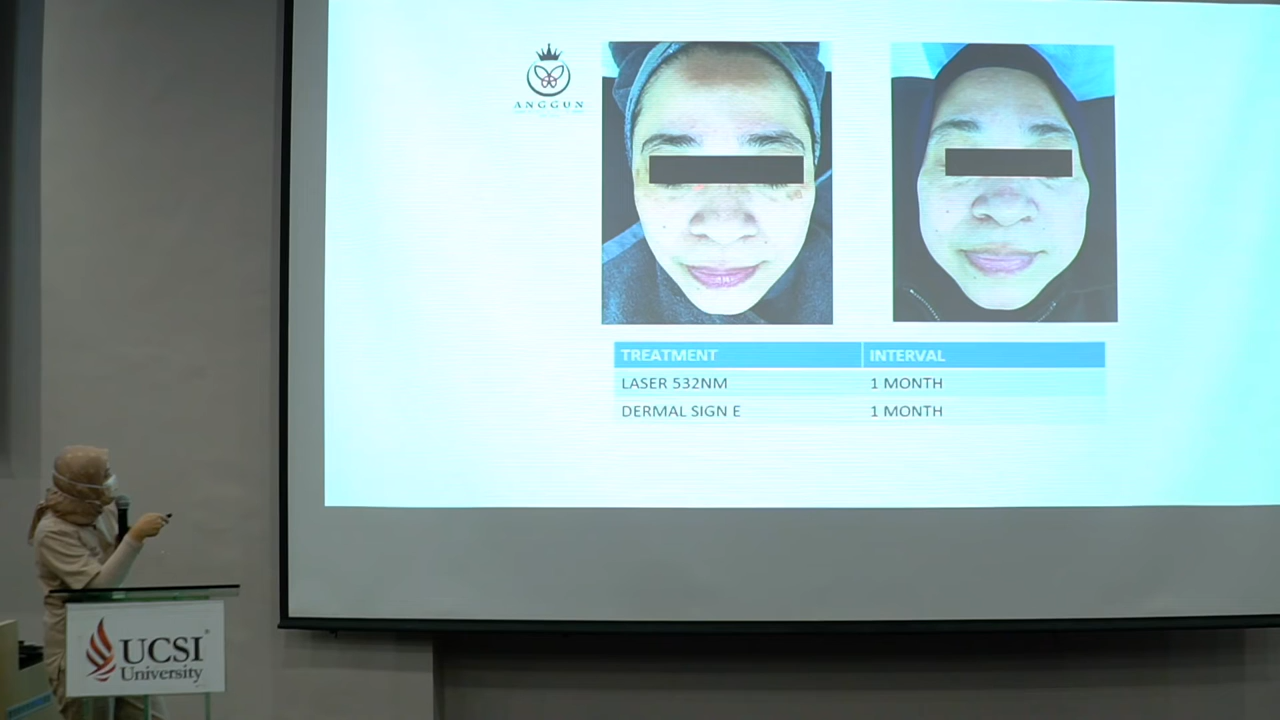 ANGGUN
TREATMENT INTERVAL
LASER 532NM 1 MONTH
DERMAL SIGN E 1 MONTH
UCSI
University